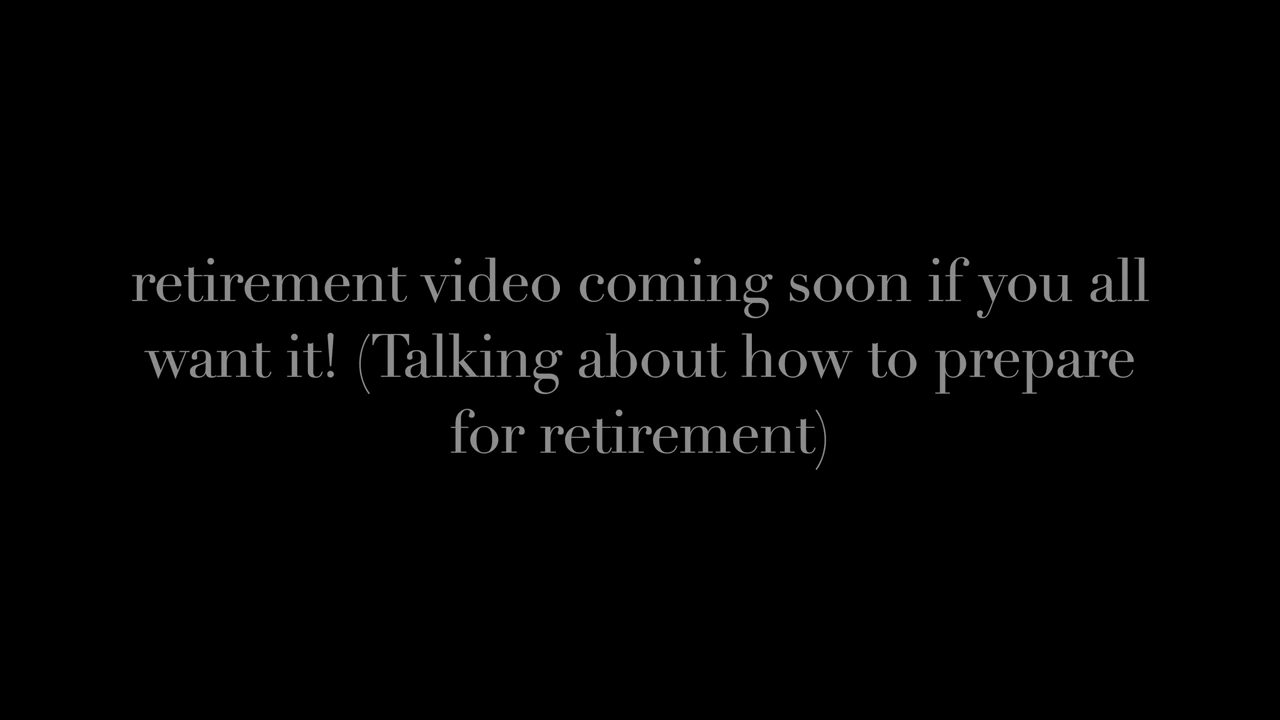 retirement video coming soon if you all
want it! (Talking about how to prepare
for retirement)